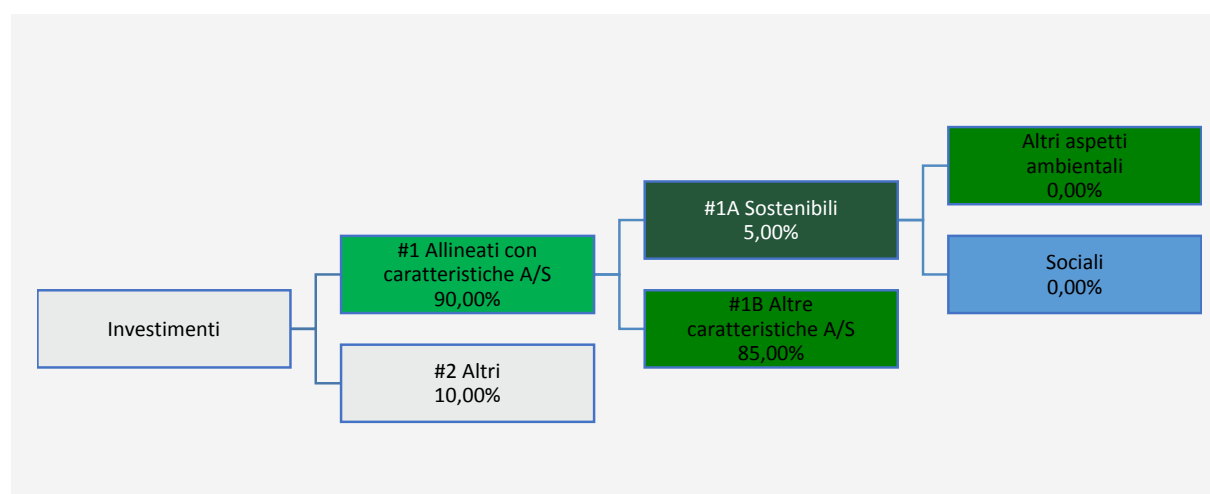 Investimenti
#1 Allineati con
caratteristiche A/S
90,00%
#2 Altri
10,00%
#1A Sostenibili
5,00%
#1B Altre
caratteristiche A/S
85,00%
Altri aspetti
ambientali
0,00%
Sociali
0,00%